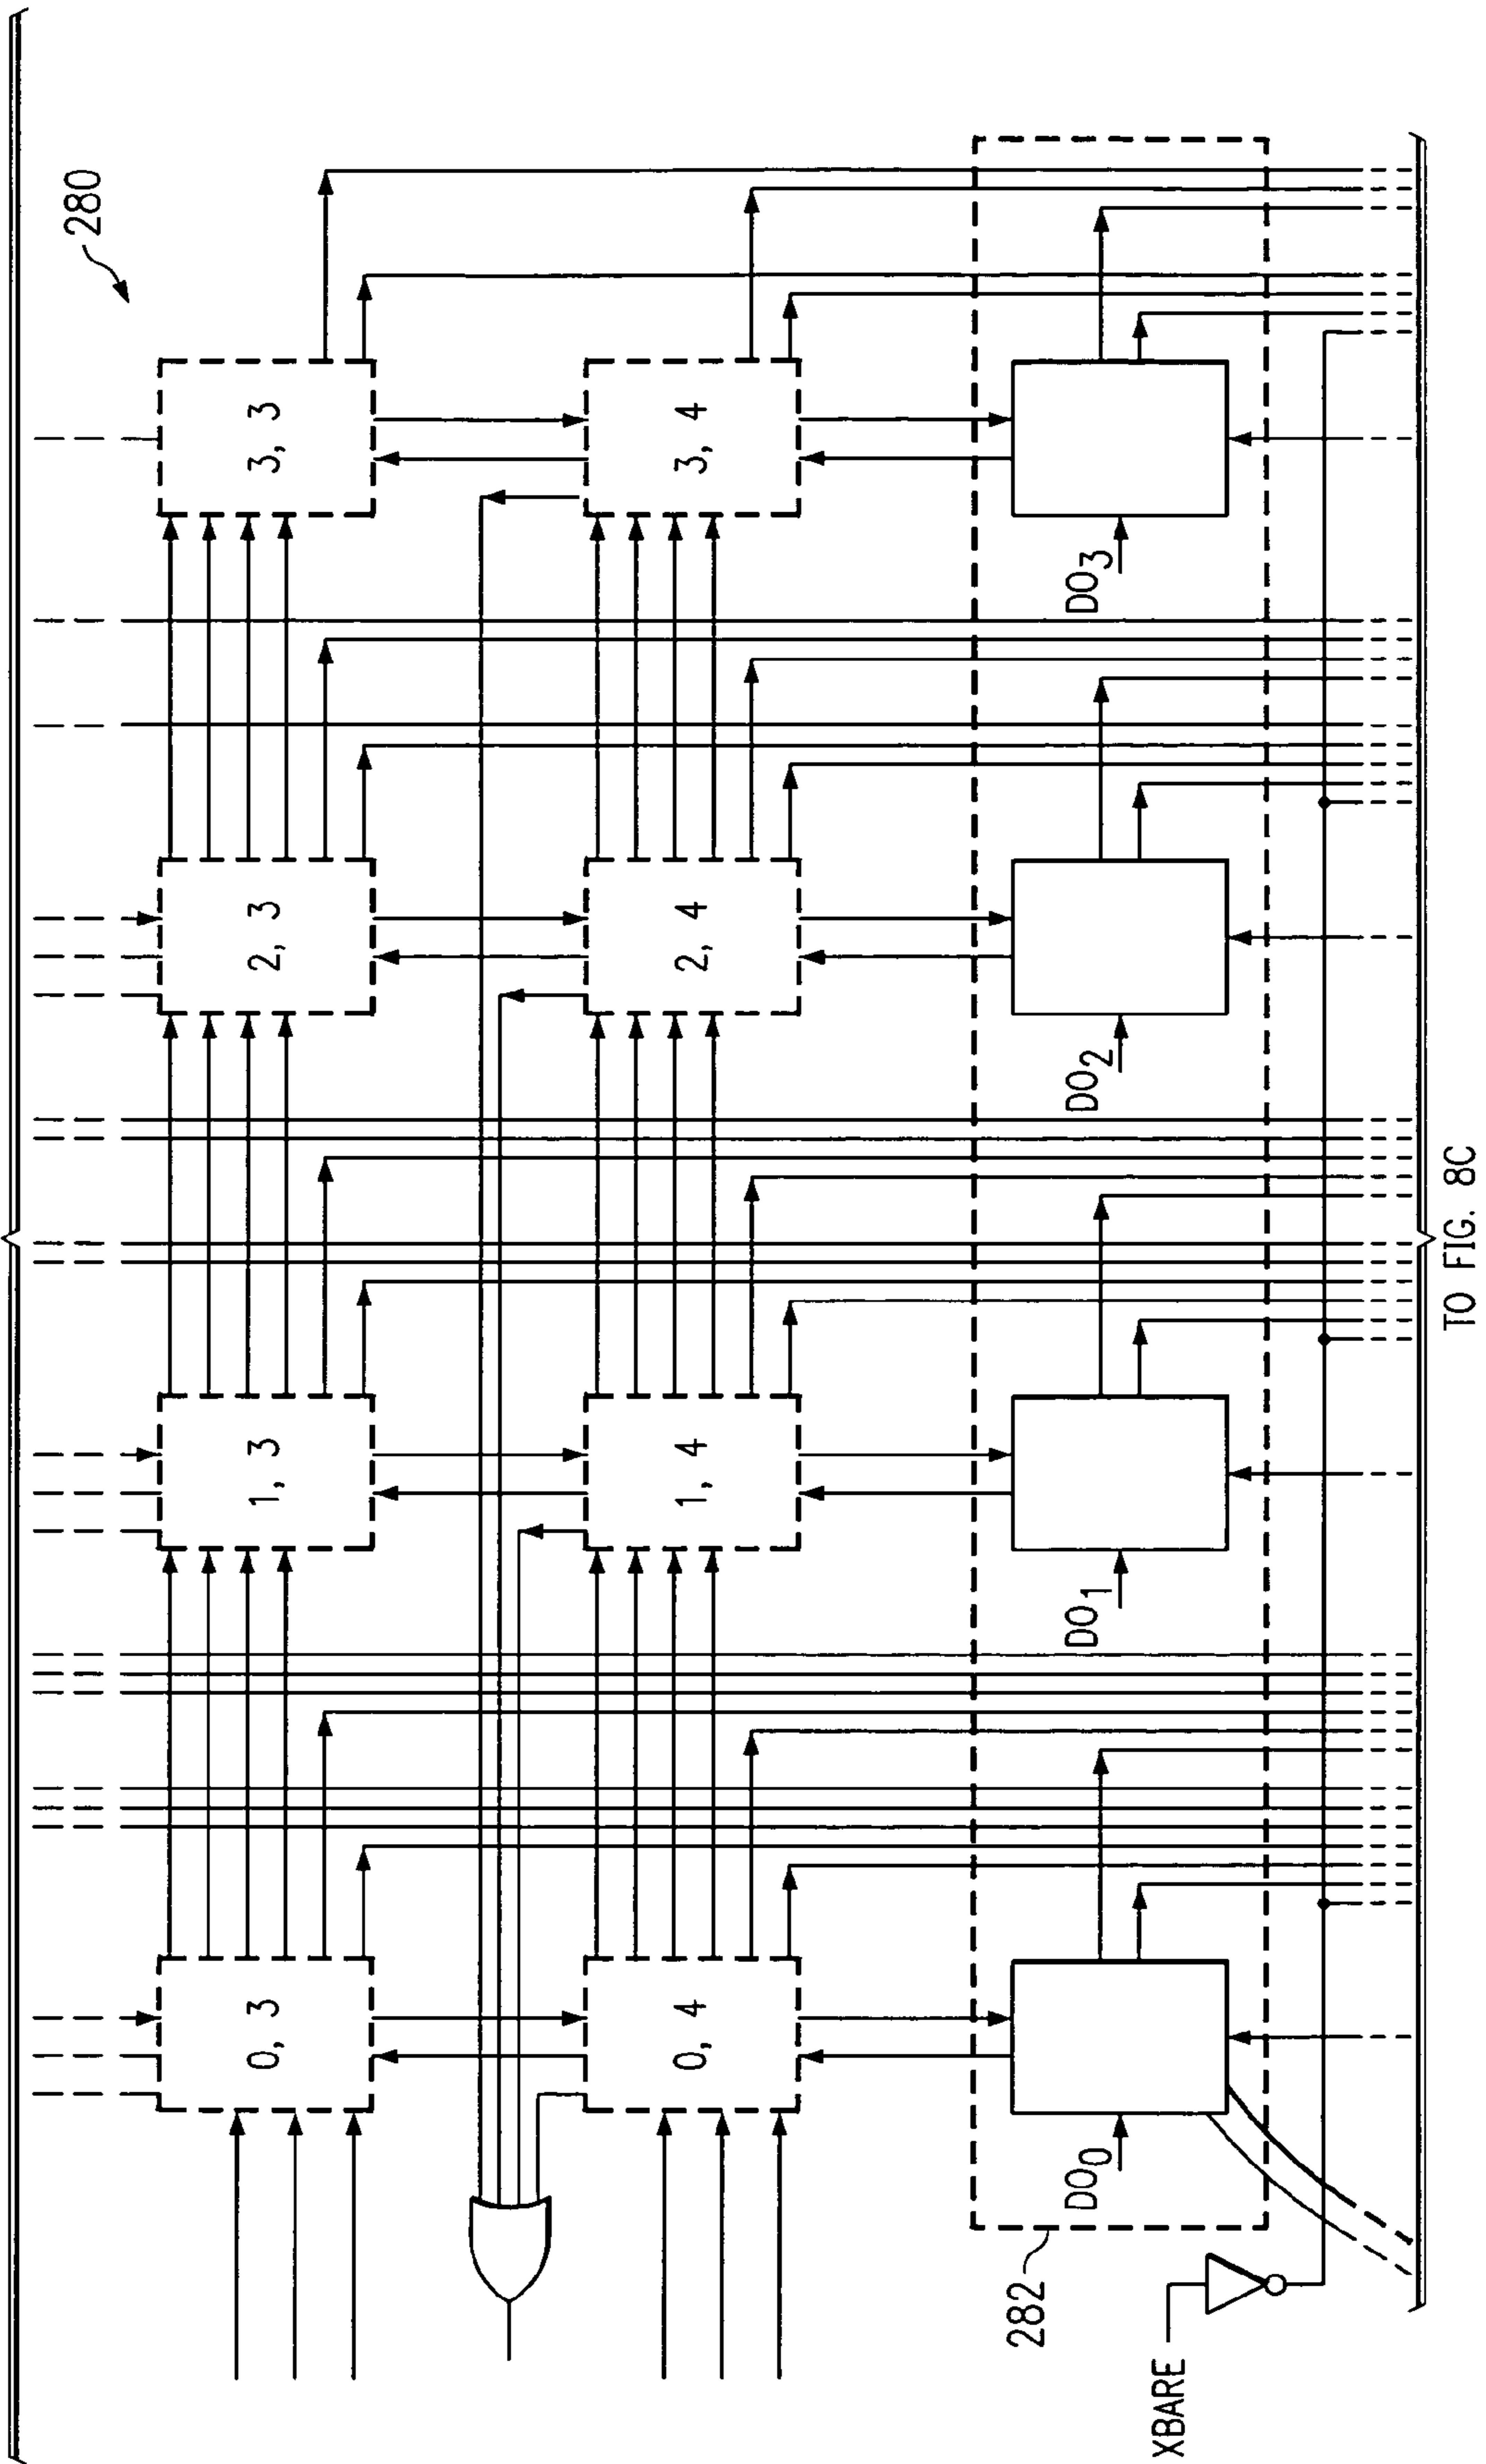 280
0, 3
1, 3
2, 3
3, 3
0, 4
1, 4
2, 4
3, 4
DO0
DO1
DO2
DO3
282
XBARE
TO FIG. 8C